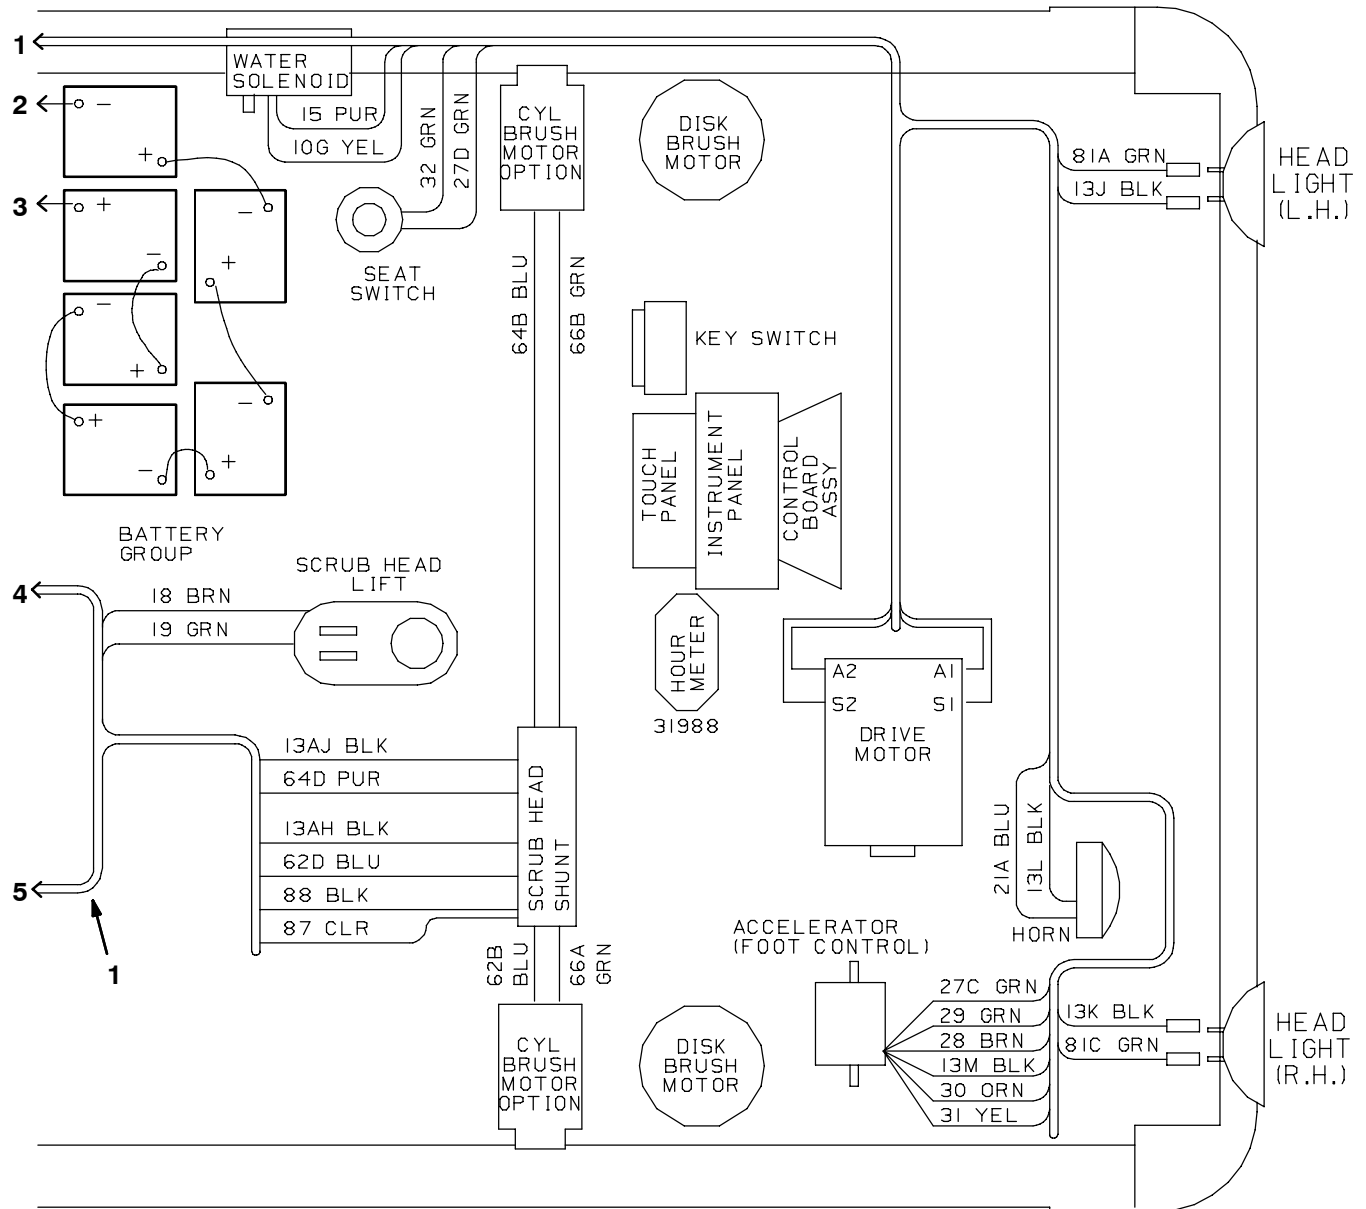 1
WATER
SOLENOID
15 PUR
10G YEL
32 GRN
27D GRN
2
−
+
3
+
−
−
+
−
+
+
−
−
+
BATTERY
GROUP
SEAT
SWITCH
CYL
BRUSH
MOTOR
OPTION
DISK
BRUSH
MOTOR
81A GRN
13J BLK
HEAD
LIGHT
(L.H.)
64B BLU
66B GRN
KEY SWITCH
TOUCH
PANEL
INSTRUMENT
PANEL
CONTROL
BOARD
ASSY
HOUR
METER
31988
4
18 BRN
19 GRN
SCRUB HEAD
LIFT
A2
A1
S2
S1
DRIVE
MOTOR
13AJ BLK
64D PUR
13AH BLK
62D BLU
88 BLK
87 CLR
SCRUB HEAD
SHUNT
5
1
21A BLU
13L BLK
HORN
62B
BLU
66A
GRN
ACCELERATOR
(FOOT CONTROL)
27C GRN
29 GRN
28 BRN
13M BLK
30 ORN
31 YEL
13K BLK
81C GRN
HEAD
LIGHT
(R.H.)
CYL
BRUSH
MOTOR
OPTION
DISK
BRUSH
MOTOR